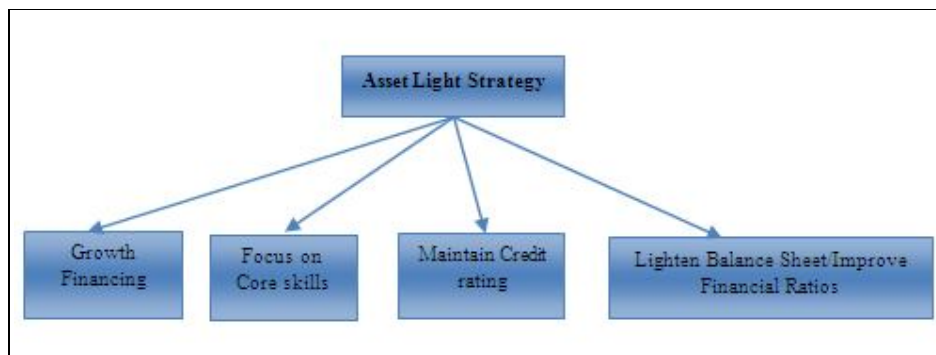 Asset Light Strategy
Growth
Financing
Focus on
Core skills
Maintain Credit
rating
Lighten Balance Sheet/Improve
Financial Ratios